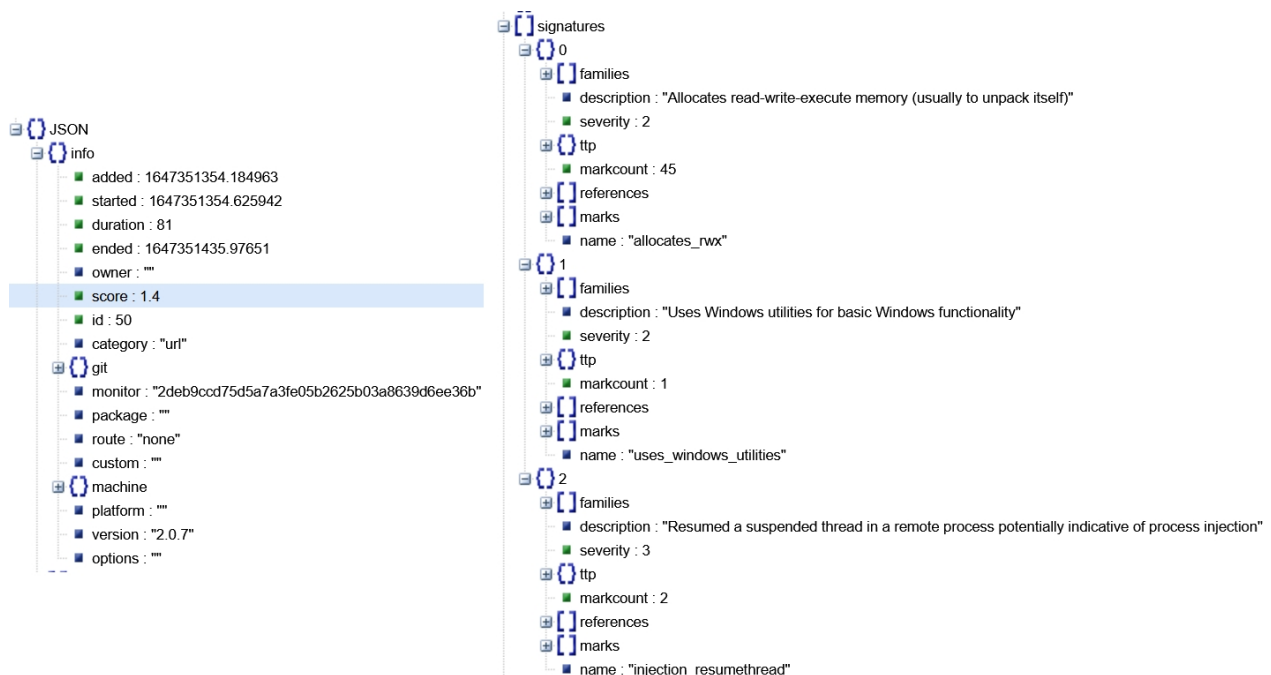 JSON
info
added : 1647351354.184963
started : 1647351354.625942
duration : 81
ended : 1647351435.97651
owner : ""
score : 1.4
id : 50
category : "url"
git
monitor : "2deb9ccd75d5a7a3fe05b2625b03a8639d6ee36b"
package : ""
route : "none"
custom : ""
machine
platform : ""
version : "2.0.7"
options : ""
signatures
0
families
description : "Allocates read-write-execute memory (usually to unpack itself)"
severity : 2
ttp
markcount : 45
references
marks
name : "allocates_rwx"
1
families
description : "Uses Windows utilities for basic Windows functionality"
severity : 2
ttp
markcount : 1
references
marks
name : "uses_windows_utilities"
2
families
description : "Resumed a suspended thread in a remote process potentially indicative of process injection"
severity : 3
ttp
markcount : 2
references
marks
name : "injection_resumethread"